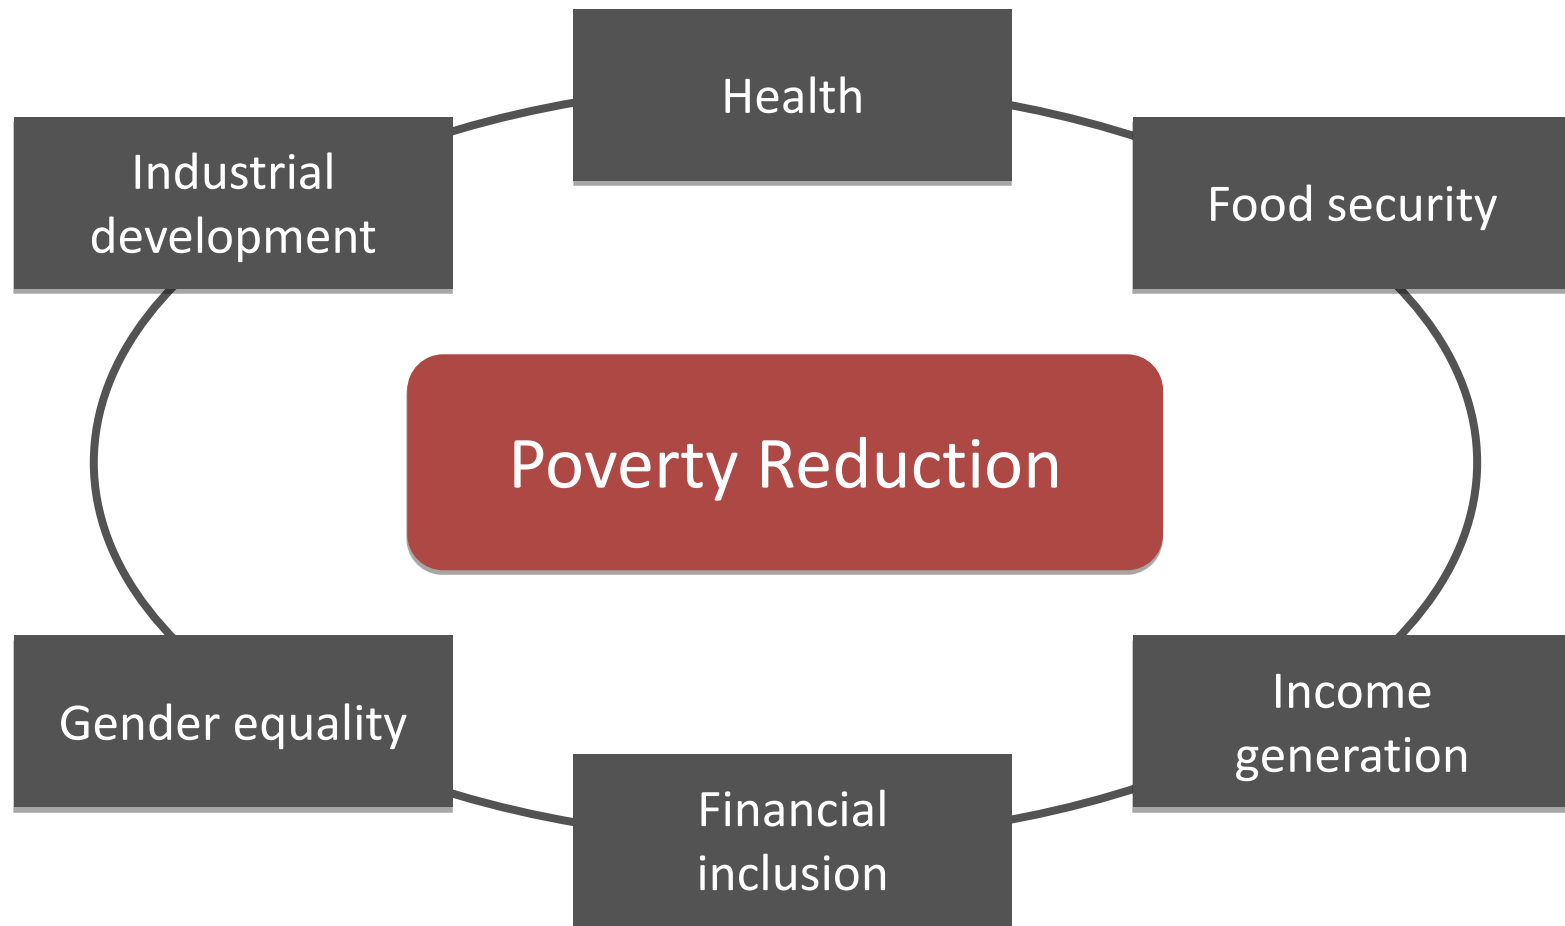 Health
Industrial
development
Food security
Poverty Reduction
Gender equality
Income
generation
Financial
inclusion